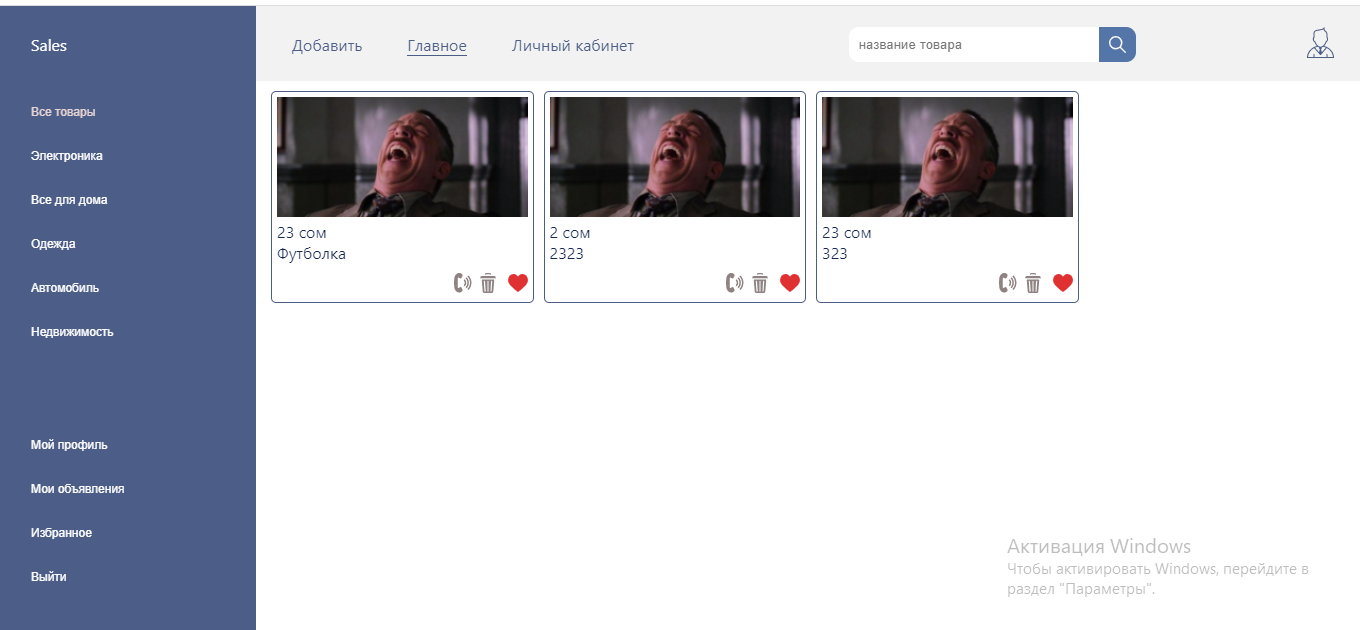 Sales
Добавить
Главное
Личный кабинет
название товара
Все товары
Электроника
Все для дома
Одежда
Автомобиль
Недвижимость
Мой профиль
Мои объявления
Избранное
Выйти
23 сом
Футболка
2 сом
2323
23 сом
323
Активация Windows
Чтобы активировать Windows, перейдите в
раздел "Параметры".